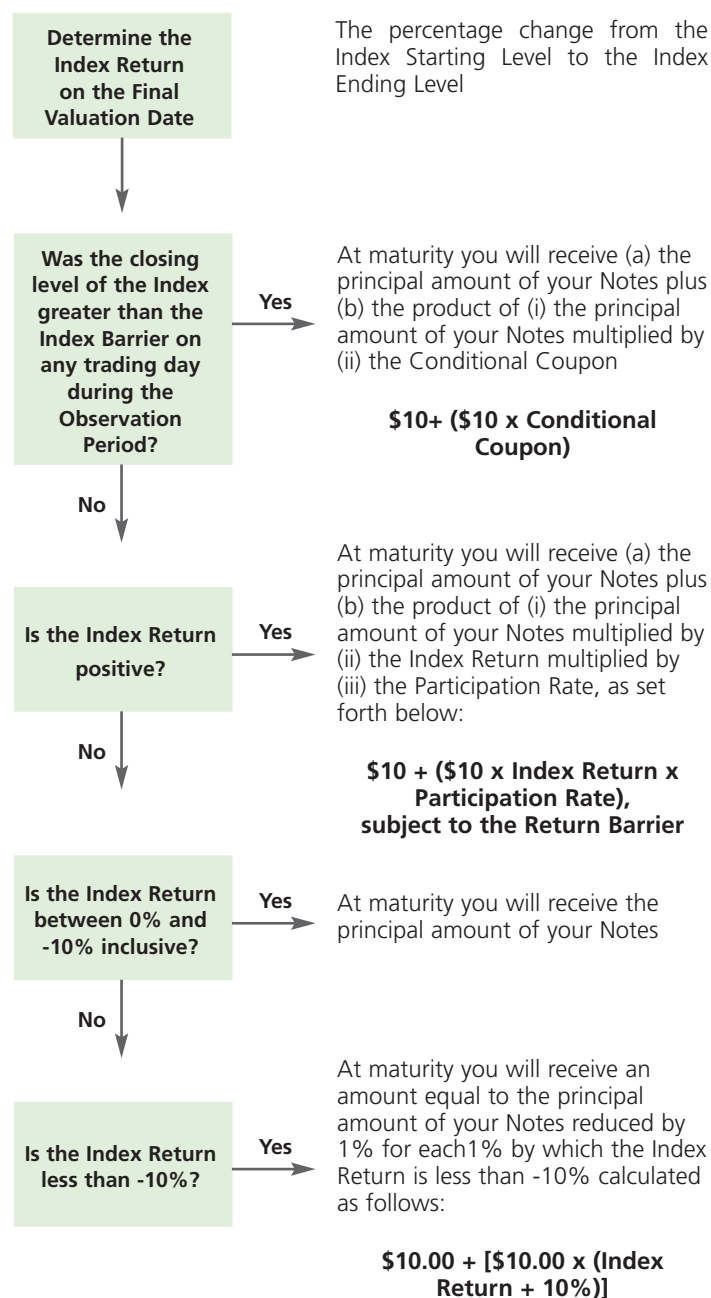 Determine the
Index Return
on the Final
Valuation Date
The percentage change from the
Index Starting Level to the Index
Ending Level
Was the closing
level of the Index
greater than the
Index Barrier on
any trading day
during the
Observation
Period?
Yes
At maturity you will receive (a) the
principal amount of your Notes plus
(b) the product of (i) the principal
amount of your Notes multiplied by
(ii) the Conditional Coupon
$10+ ($10 x Conditional
Coupon)
No
Is the Index Return
positive?
Yes
At maturity you will receive (a) the
principal amount of your Notes plus
(b) the product of (i) the principal
amount of your Notes multiplied by
(ii) the Index Return multiplied by
(iii) the Participation Rate, as set
forth below:
$10 + ($10 x Index Return x
Participation Rate),
subject to the Return Barrier
No
Is the Index Return
between 0% and
-10% inclusive?
Yes
At maturity you will receive the
principal amount of your Notes
No
Is the Index Return
less than -10%?
Yes
At maturity you will receive an
amount equal to the principal
amount of your Notes reduced by
1% for each1% by which the Index
Return is less than -10% calculated
as follows:
$10.00 + [$10.00 x (Index
Return + 10%)]